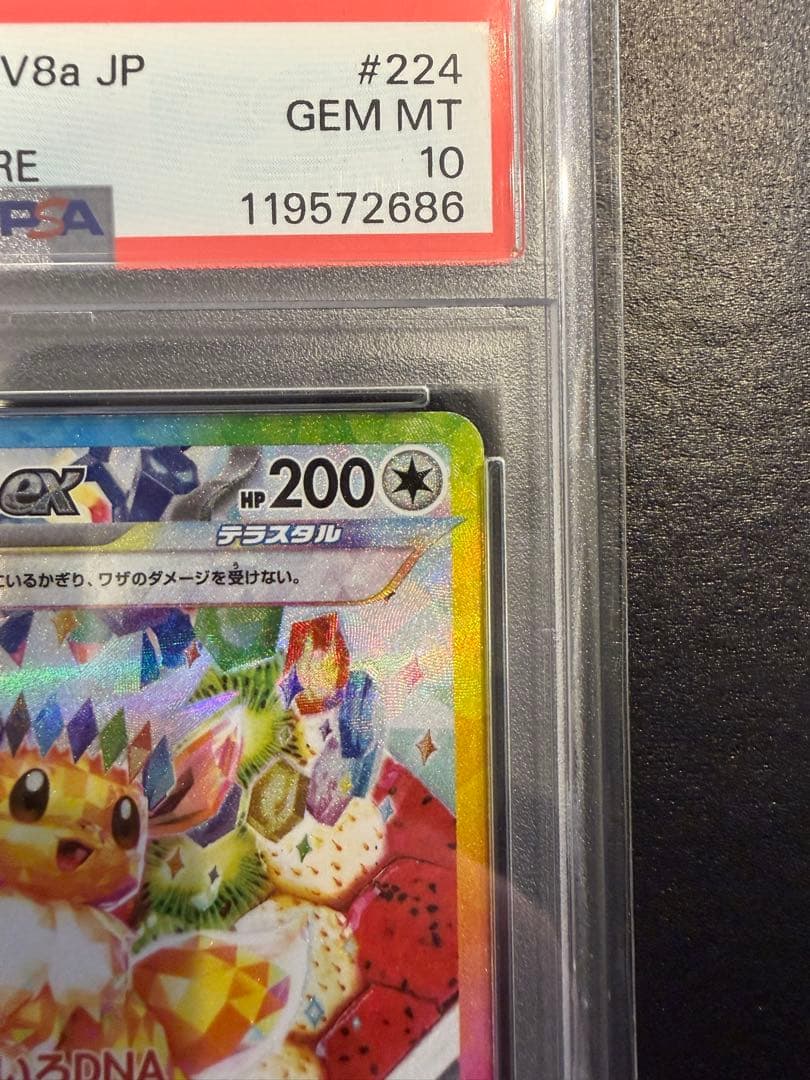 V8a JP #224
GEM MT
RE 10
PSA 119572686
ex HP 200
テラスタル
いるかぎり、ワザのダメージを受けない。
いろDNA